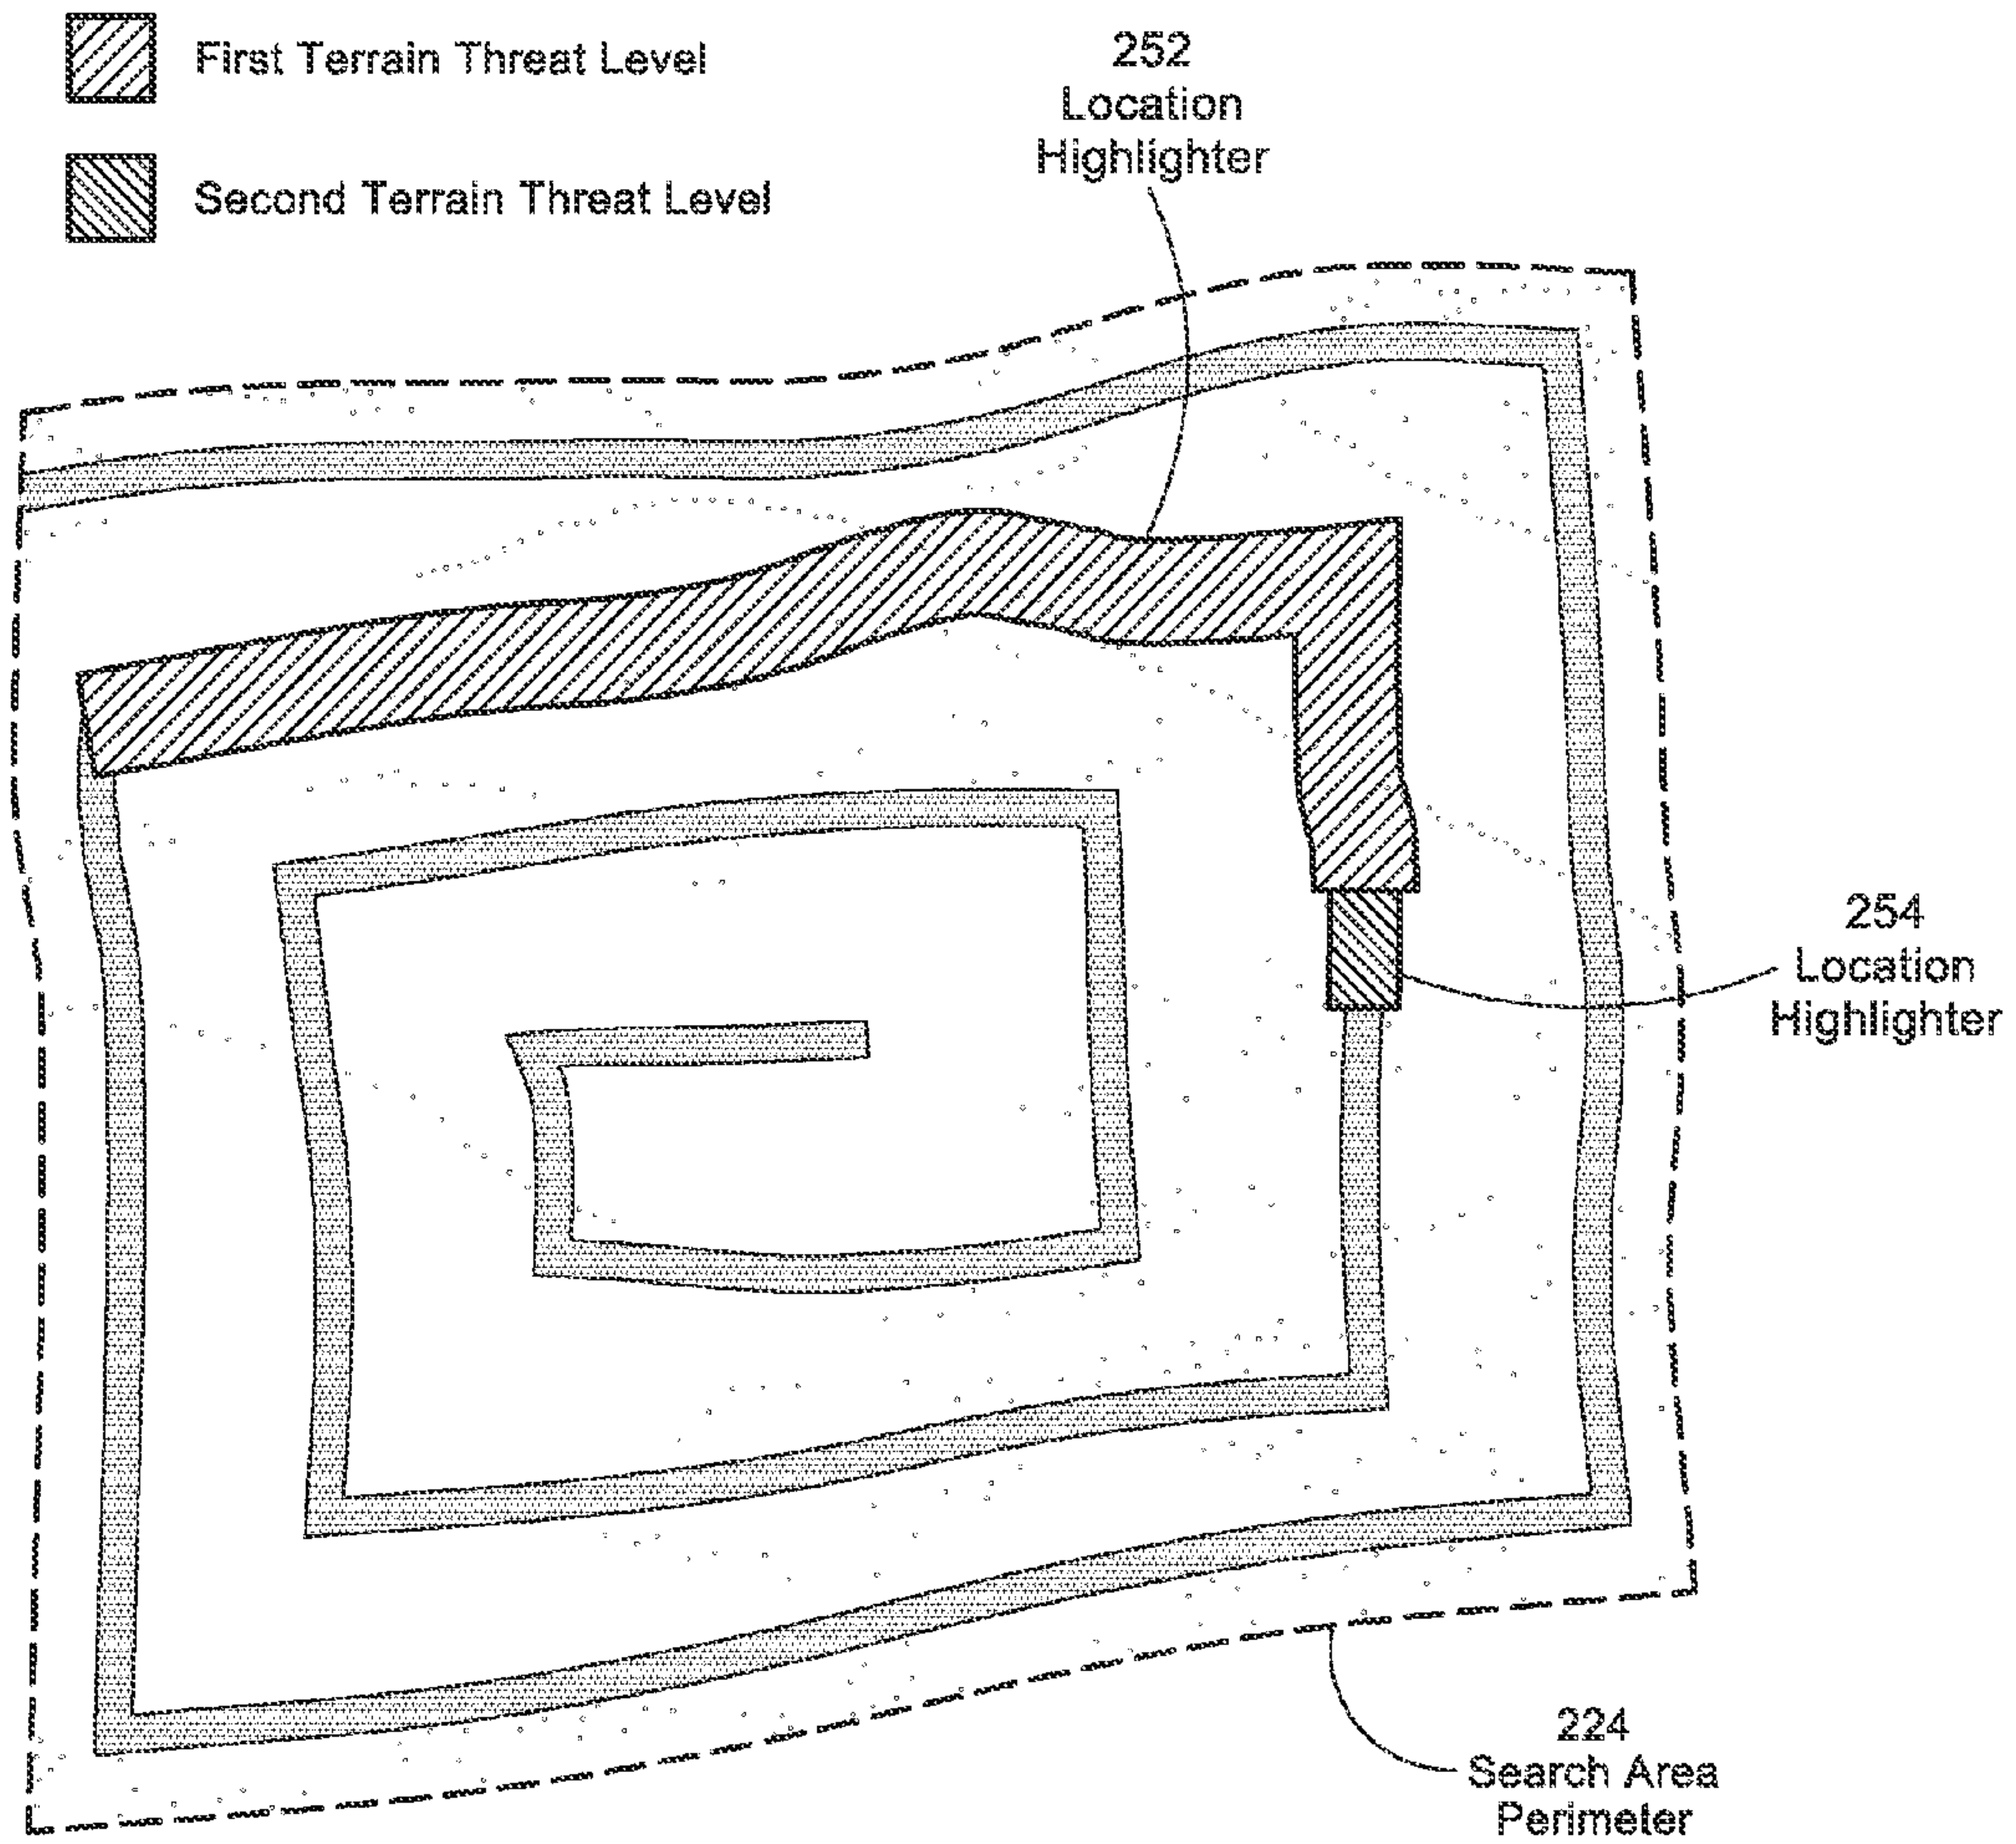 First Terrain Threat Level
Second Terrain Threat Level
252
Location
Highlighter
254
Location
Highlighter
224
Search Area
Perimeter